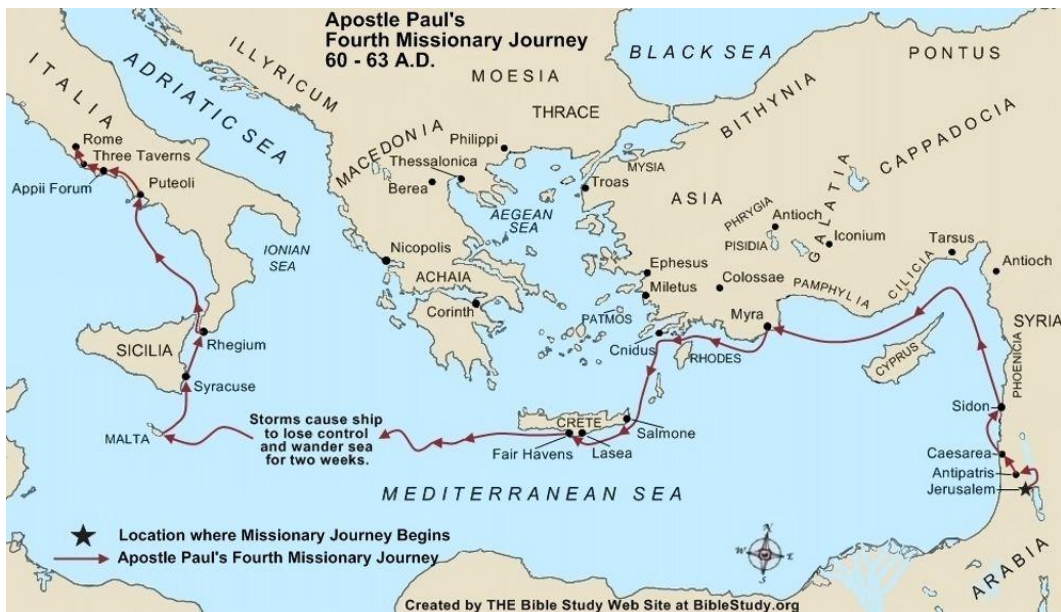 Apostle Paul's
Fourth Missionary Journey
60 - 63 A.D.
BLACK SEA
PONTUS
ITALIA
ADRIATIC SEA
ILLYRICUM
MOESIA
THRACE
BITHYNIA
CAPPADOCIA
MACEDONIA
Philippi
Thessalonica
Berea
Rome
Three Taverns
Appii Forum
Puteoli
MYSIA
Troas
ASIA
GALATIA
PHRYGIA
Antioch
PISIDIA
Iconium
AEGEAN
SEA
IONIAN
SEA
Nicopolis
ACHAIA
Corinth
Ephesus
Miletus
Colossae
PAMPHYLIA
CILICIA
Tarsus
Antioch
SYRIA
PATMOS
Myra
Cnidus
RHODES
CYPRUS
PHOENICIA
SICILIA
Rhegium
Syracuse
MALTA
Storms cause ship
to lose control
and wander sea
for two weeks.
CRETE
Salmone
Fair Havens
Lasea
Sidon
Caesarea
Antipatris
Jerusalem
MEDITERRANEAN SEA
Location where Missionary Journey Begins
Apostle Paul's Fourth Missionary Journey
N
W
E
S
ARABIA
Created by THE Bible Study Web Site at BibleStudy.org